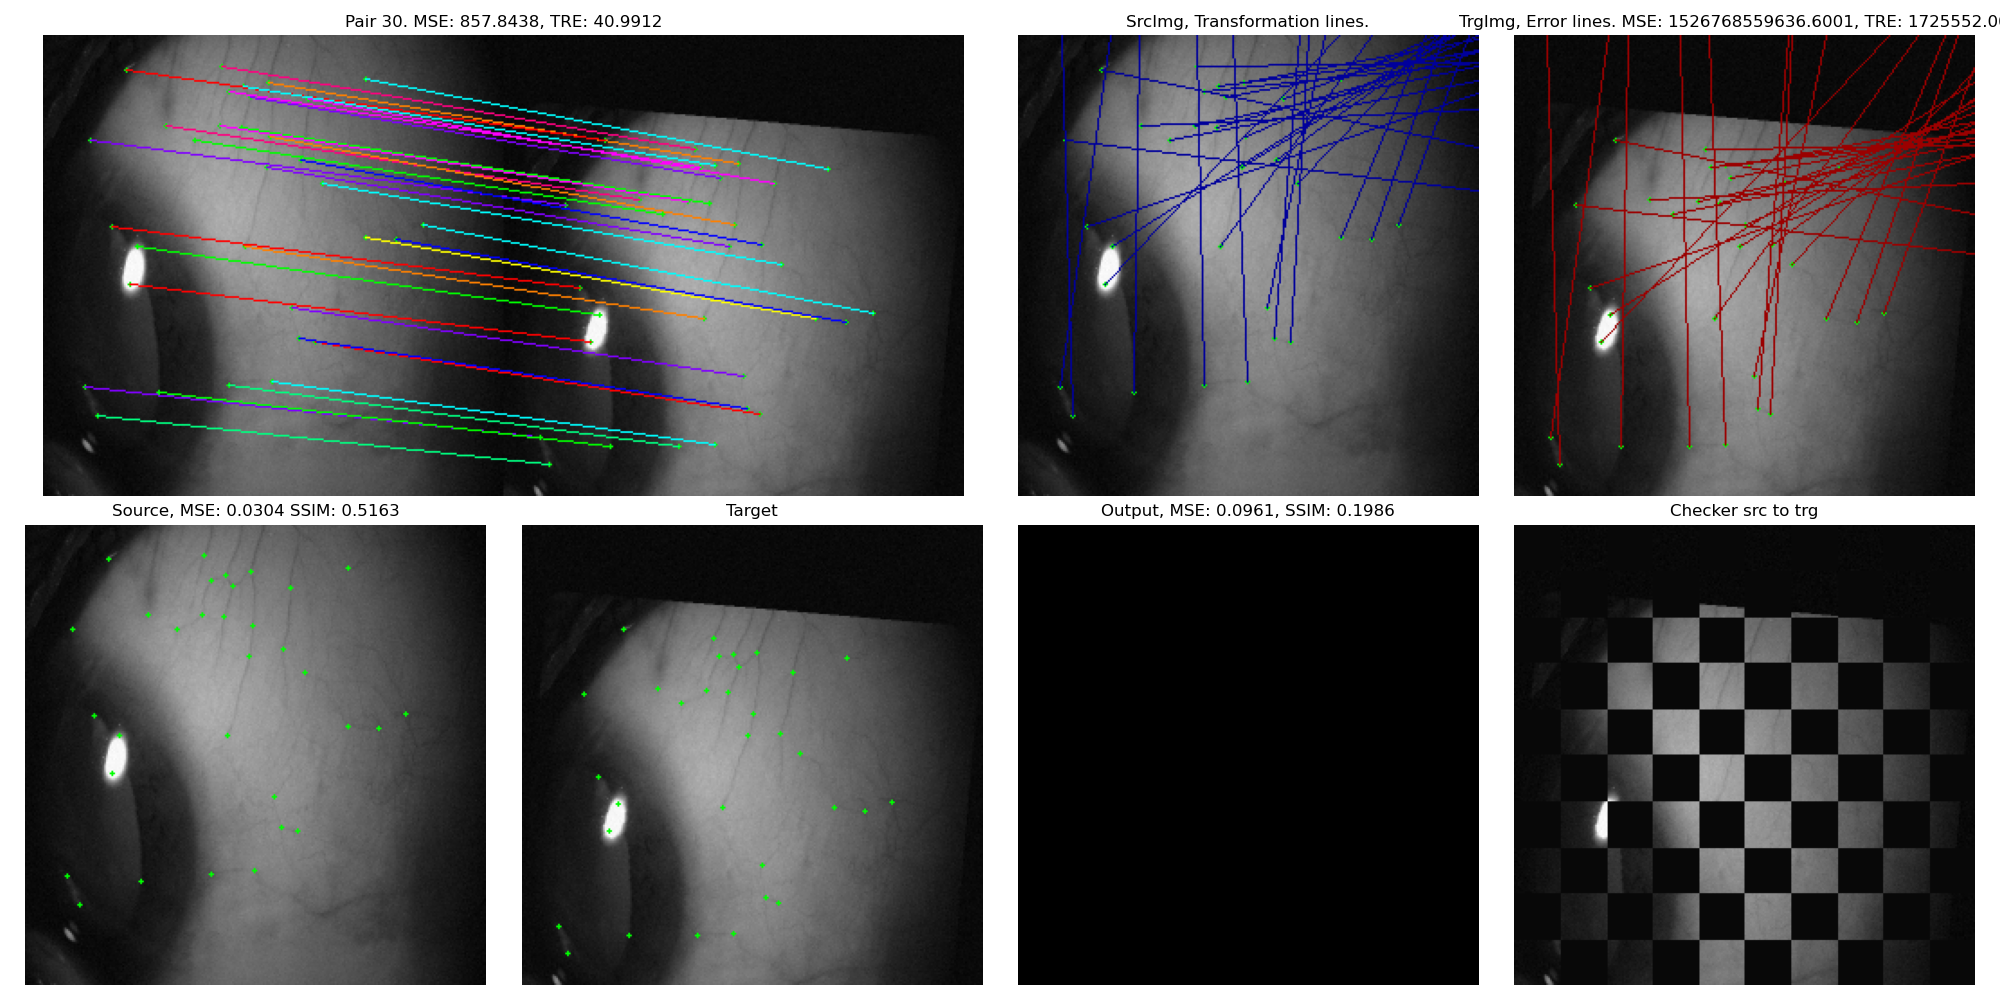 Pair 30. MSE: 857.8438, TRE: 40.9912
SrcImg, Transformation lines.
TrgImg, Error lines. MSE: 1526768559636.6001, TRE: 1725552.0
Source, MSE: 0.0304 SSIM: 0.5163
Target
Output, MSE: 0.0961, SSIM: 0.1986
Checker src to trg